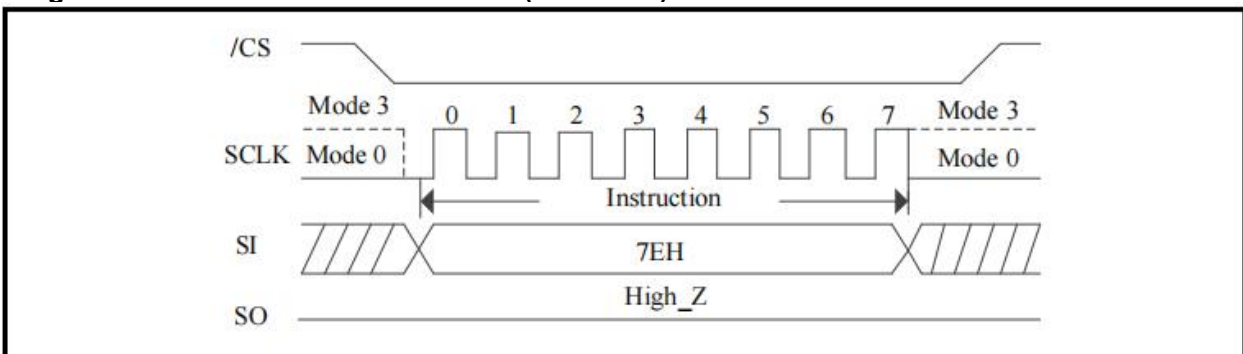 /CS
Mode 3 0 1 2 3 4 5 6 7 Mode 3
SCLK Mode 0 Mode 0
Instruction
SI 7EH
High_Z
SO